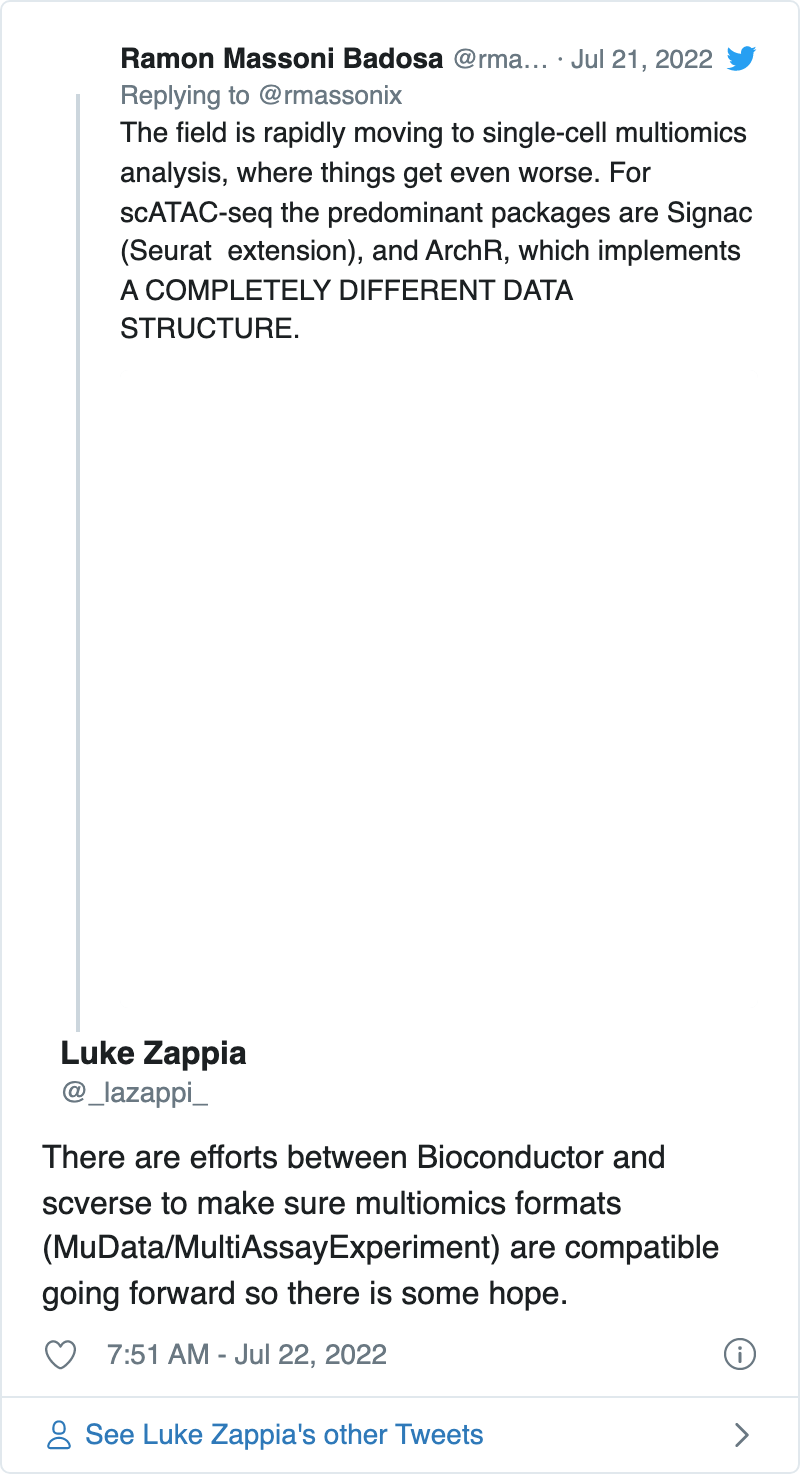 Ramon Massoni Badosa @rma... · Jul 21, 2022
Replying to @rmassonix
The field is rapidly moving to single-cell multiomics
analysis, where things get even worse. For
scATAC-seq the predominant packages are Signac
(Seurat  extension), and ArchR, which implements
A COMPLETELY DIFFERENT DATA
STRUCTURE.
Luke Zappia
@_lazappi_
There are efforts between Bioconductor and
scverse to make sure multiomics formats
(MuData/MultiAssayExperiment) are compatible
going forward so there is some hope.
7:51 AM - Jul 22, 2022
See Luke Zappia's other Tweets